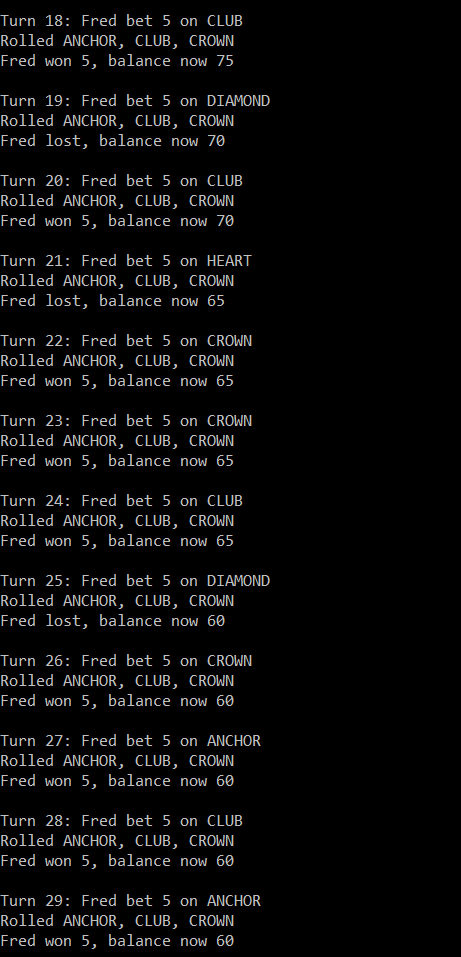 Turn 18: Fred bet 5 on CLUB
Rolled ANCHOR, CLUB, CROWN
Fred won 5, balance now 75
Turn 19: Fred bet 5 on DIAMOND
Rolled ANCHOR, CLUB, CROWN
Fred lost, balance now 70
Turn 20: Fred bet 5 on CLUB
Rolled ANCHOR, CLUB, CROWN
Fred won 5, balance now 70
Turn 21: Fred bet 5 on HEART
Rolled ANCHOR, CLUB, CROWN
Fred lost, balance now 65
Turn 22: Fred bet 5 on CROWN
Rolled ANCHOR, CLUB, CROWN
Fred won 5, balance now 65
Turn 23: Fred bet 5 on CROWN
Rolled ANCHOR, CLUB, CROWN
Fred won 5, balance now 65
Turn 24: Fred bet 5 on CLUB
Rolled ANCHOR, CLUB, CROWN
Fred won 5, balance now 65
Turn 25: Fred bet 5 on DIAMOND
Rolled ANCHOR, CLUB, CROWN
Fred lost, balance now 60
Turn 26: Fred bet 5 on CROWN
Rolled ANCHOR, CLUB, CROWN
Fred won 5, balance now 60
Turn 27: Fred bet 5 on ANCHOR
Rolled ANCHOR, CLUB, CROWN
Fred won 5, balance now 60
Turn 28: Fred bet 5 on CLUB
Rolled ANCHOR, CLUB, CROWN
Fred won 5, balance now 60
Turn 29: Fred bet 5 on ANCHOR
Rolled ANCHOR, CLUB, CROWN
Fred won 5, balance now 60